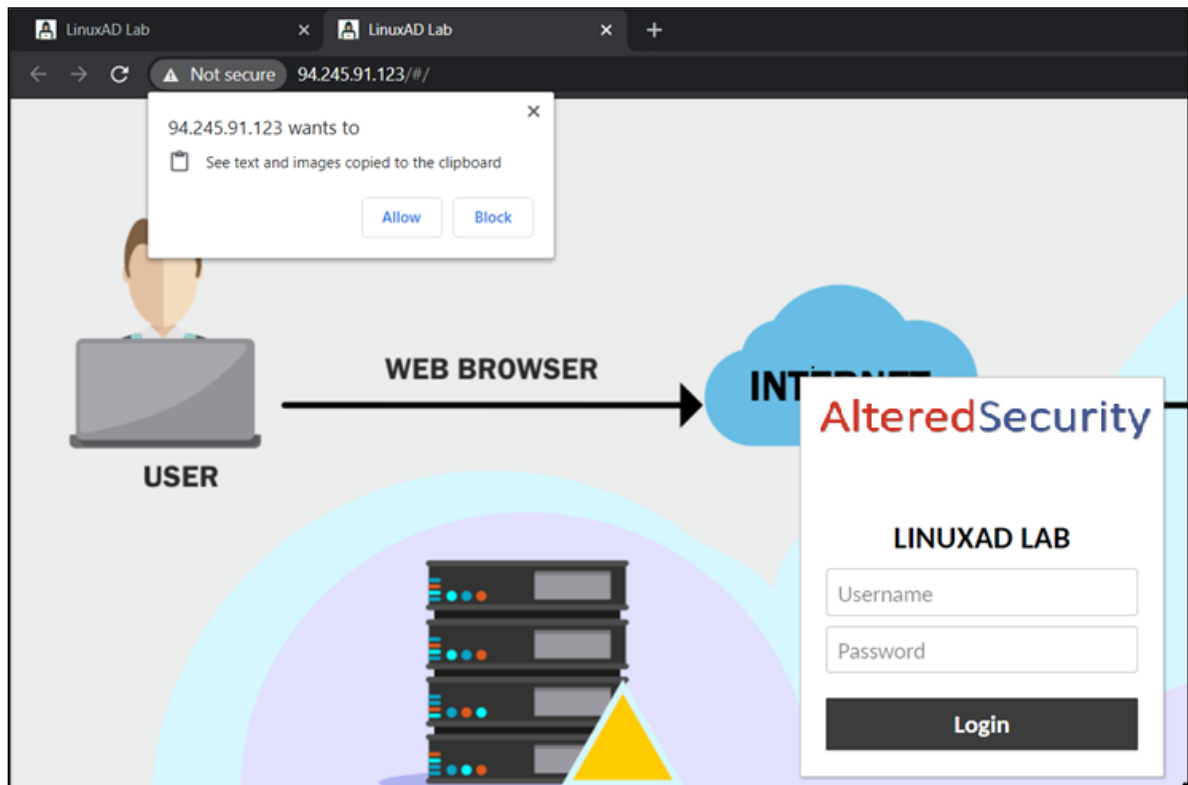 LinuxAD Lab
LinuxAD Lab
Not secure 94.245.91.123/#/
94.245.91.123 wants to
See text and images copied to the clipboard
Allow Block
WEB BROWSER
USER
AlteredSecurity
LINUXAD LAB
Username
Password
Login